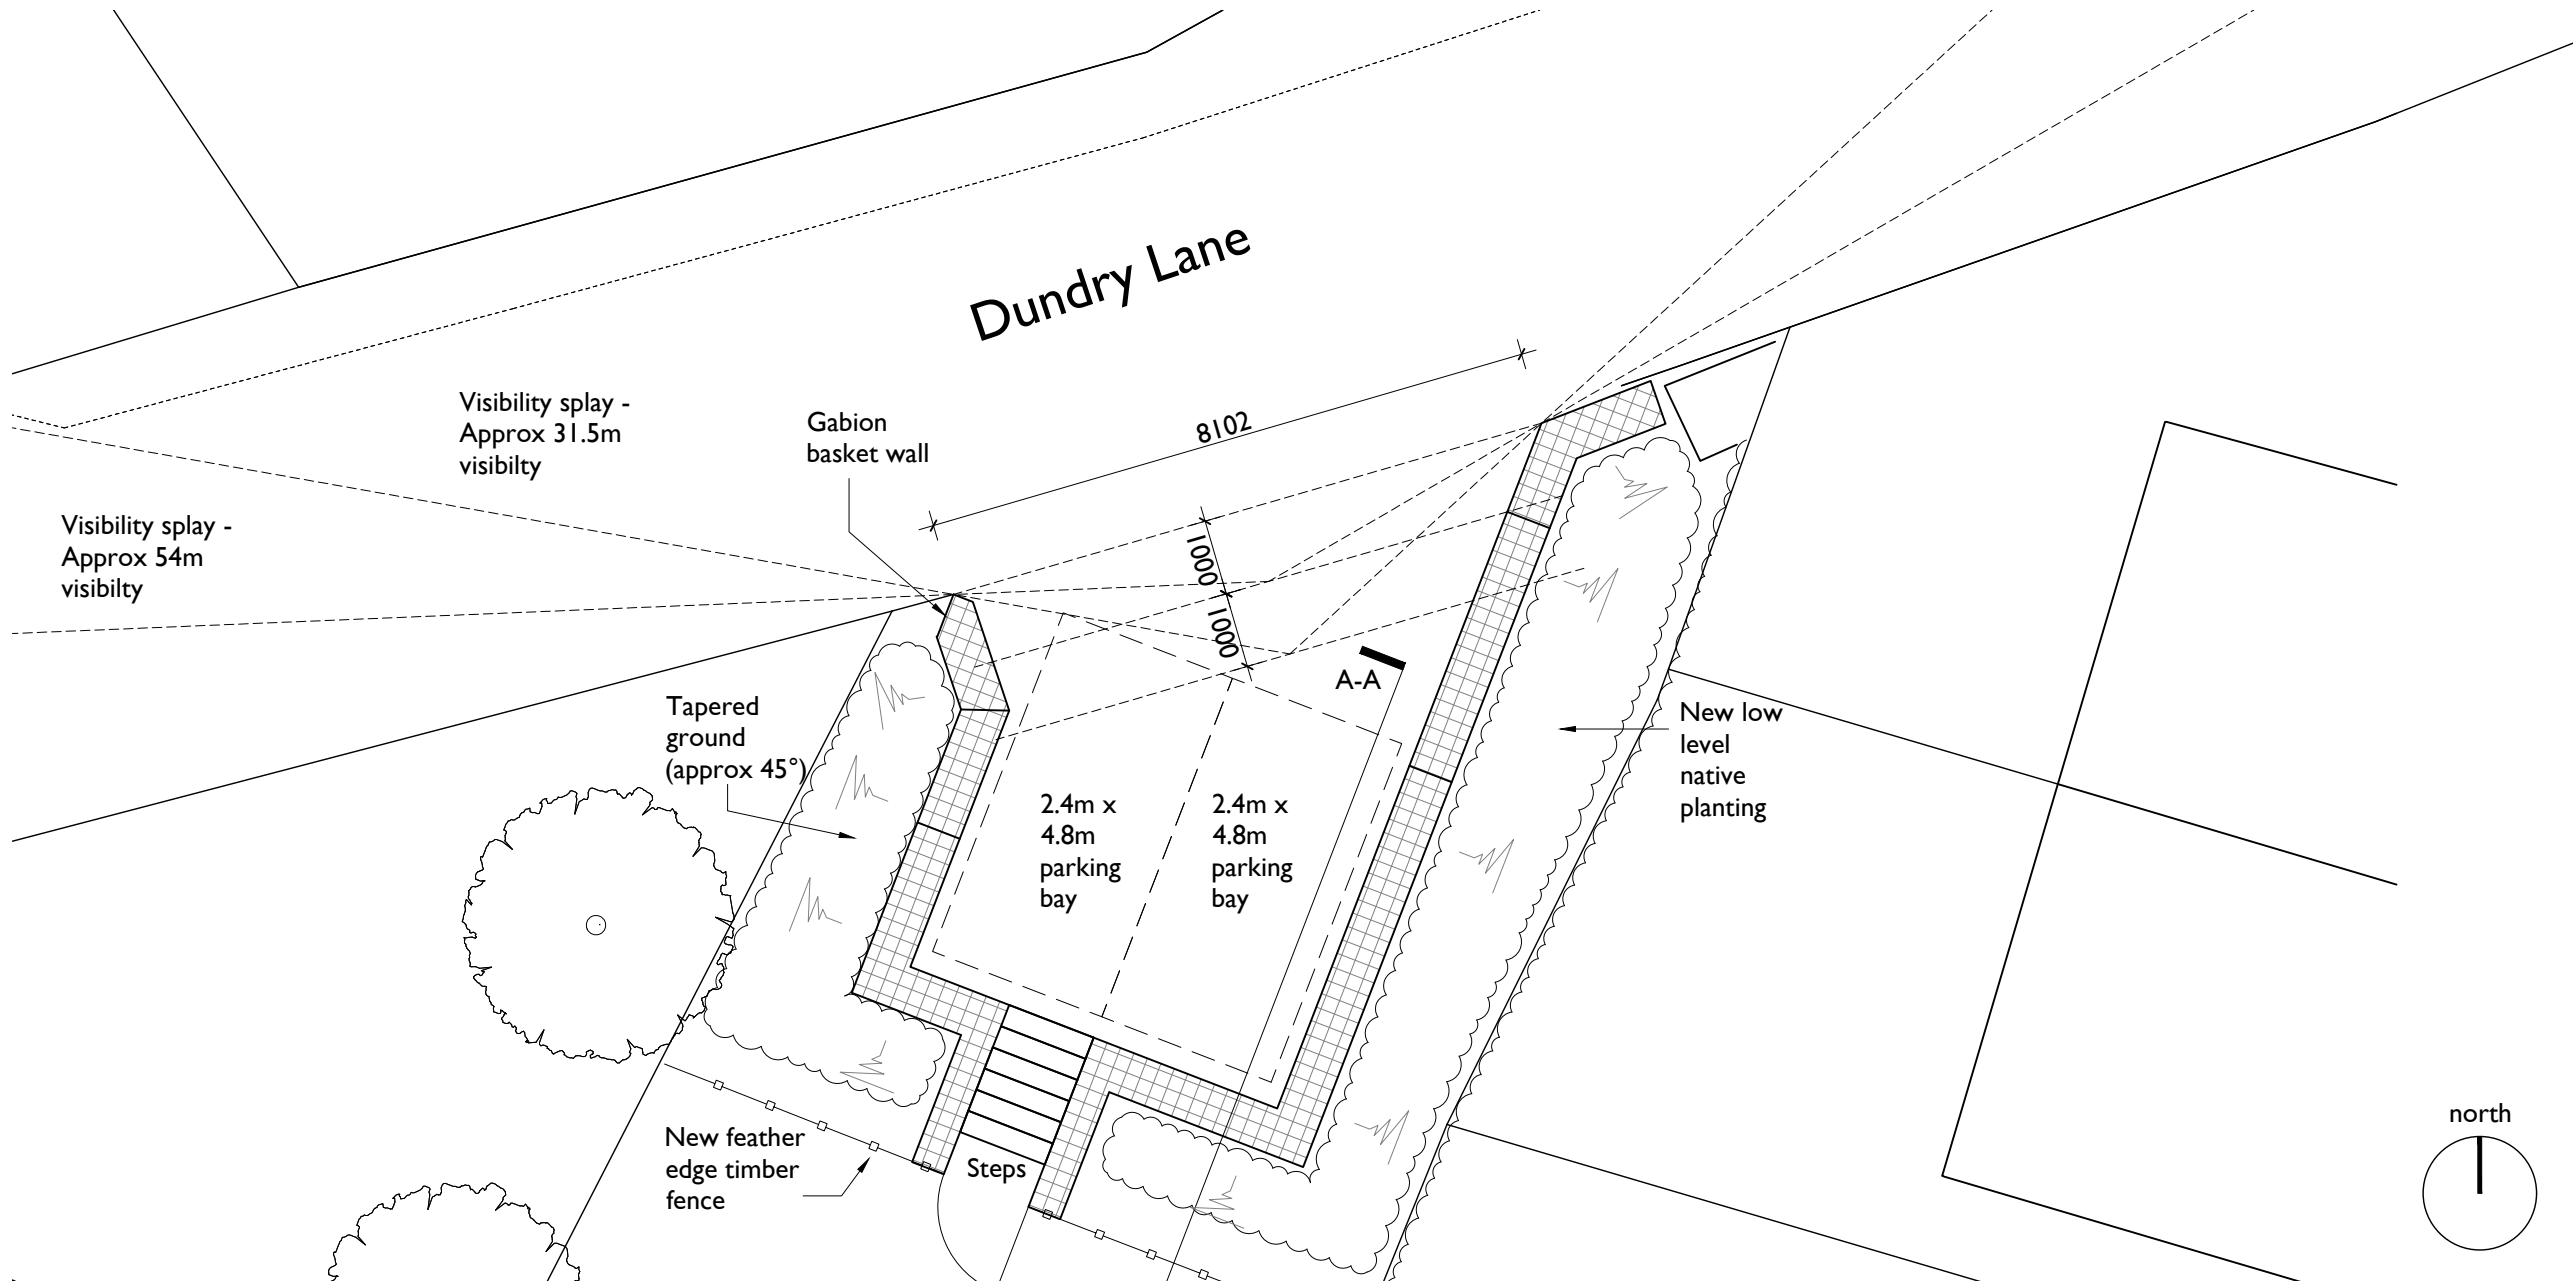 Dundry Lane
Visibility splay -
Approx 31.5m
visibilty
Gabion
basket wall
8102
Visibility splay -
Approx 54m
visibilty
1000
1000
A-A
Tapered
ground
(approx 45°)
New low
level
native
planting
2.4m x
4.8m
parking
bay
2.4m x
4.8m
parking
bay
New feather
edge timber
fence
Steps
north